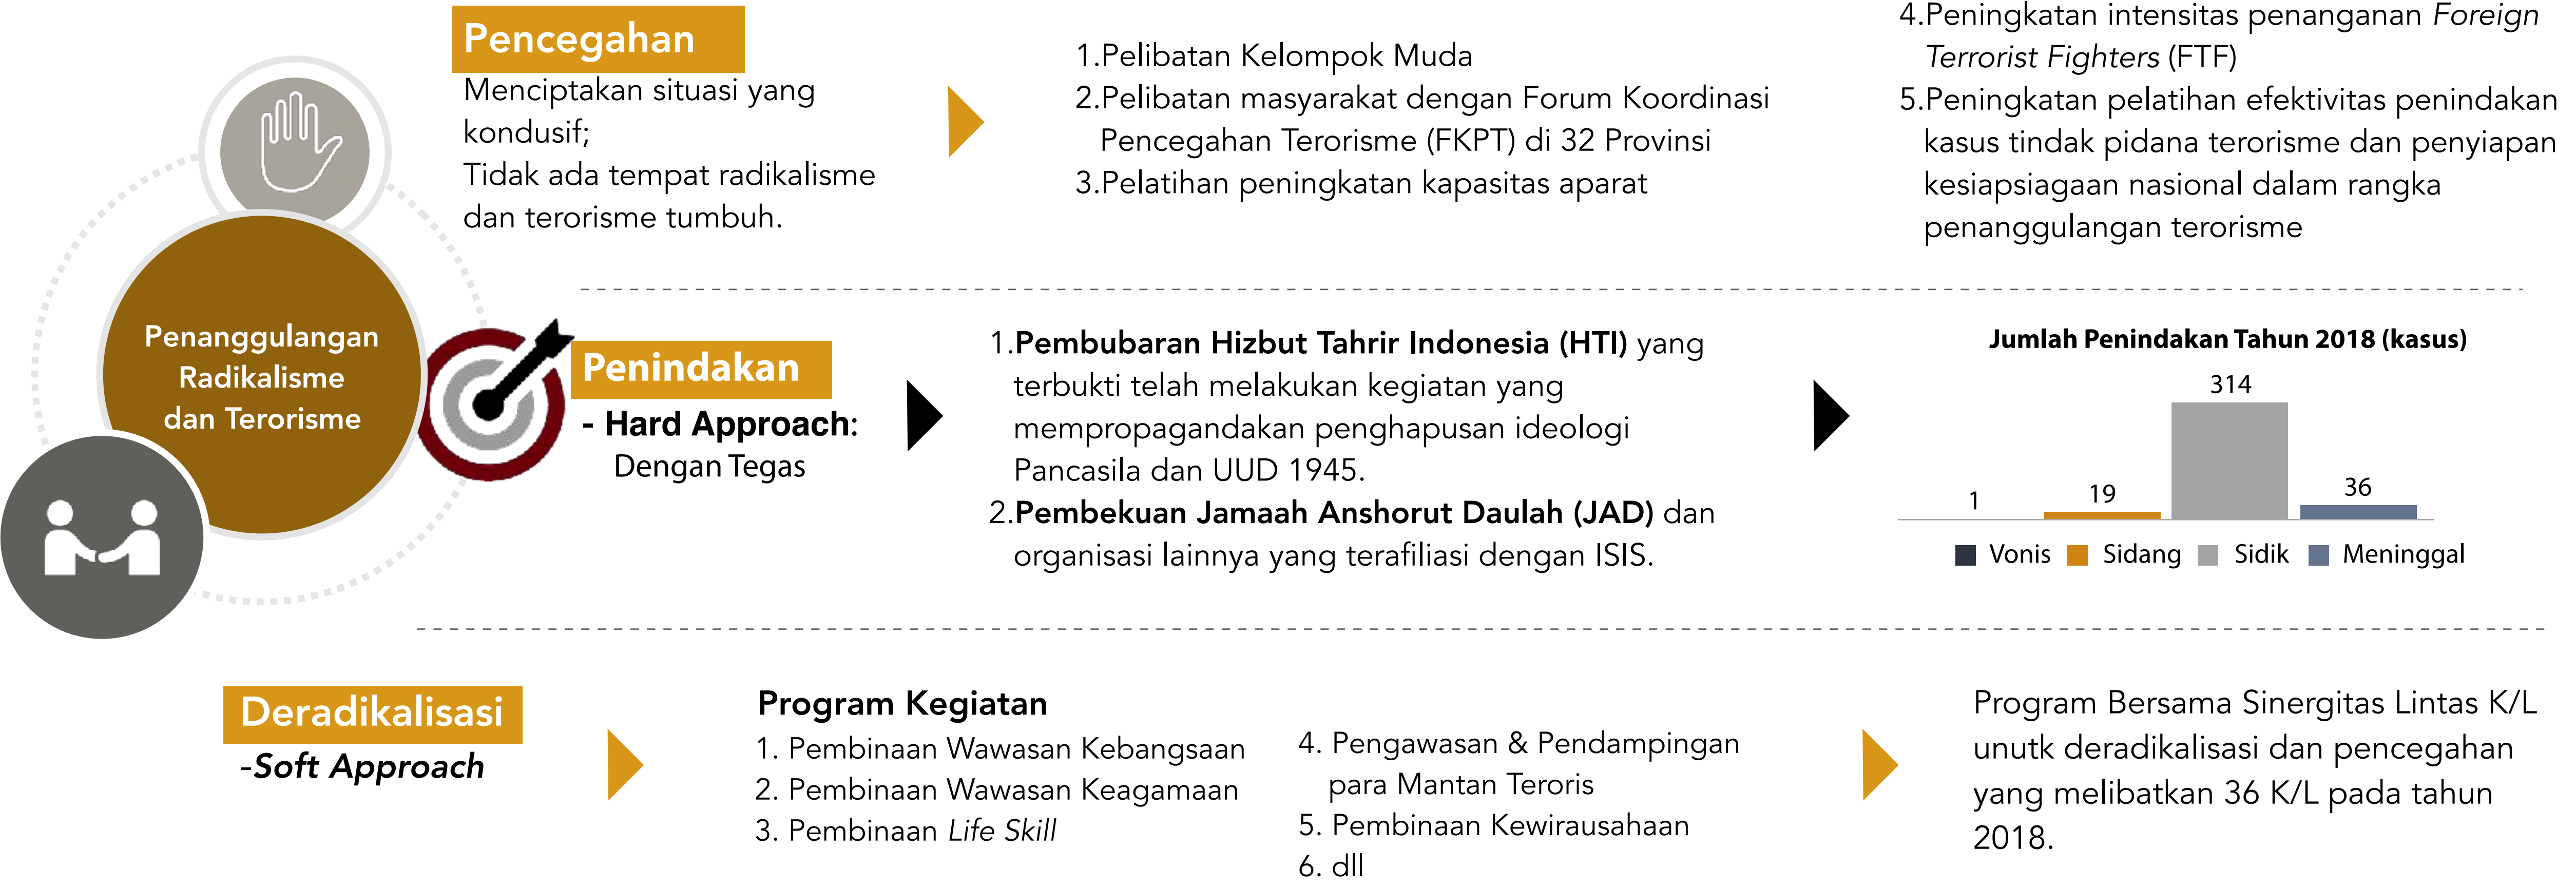 Penanggulangan
Radikalisme
dan Terorisme
Pencegahan
Menciptakan situasi yang
kondusif;
Tidak ada tempat radikalisme
dan terorisme tumbuh.
1.Pelibatan Kelompok Muda
2.Pelibatan masyarakat dengan Forum Koordinasi
Pencegahan Terorisme (FKPT) di 32 Provinsi
3.Pelatihan peningkatan kapasitas aparat
4.Peningkatan intensitas penanganan Foreign
Terrorist Fighters (FTF)
5.Peningkatan pelatihan efektivitas penindakan
kasus tindak pidana terorisme dan penyiapan
kesiapsiagaan nasional dalam rangka
penanggulangan terorisme
Penindakan
- Hard Approach:
Dengan Tegas
1.Pembubaran Hizbut Tahrir Indonesia (HTI) yang
terbukti telah melakukan kegiatan yang
mempropagandakan penghapusan ideologi
Pancasila dan UUD 1945.
2.Pembekuan Jamaah Anshorut Daulah (JAD) dan
organisasi lainnya yang terafiliasi dengan ISIS.
Jumlah Penindakan Tahun 2018 (kasus)
1 19 314 36
Vonis Sidang Sidik Meninggal
Deradikalisasi
-Soft Approach
Program Kegiatan
1. Pembinaan Wawasan Kebangsaan
2. Pembinaan Wawasan Keagamaan
3. Pembinaan Life Skill
4. Pengawasan & Pendampingan
para Mantan Teroris
5. Pembinaan Kewirausahaan
6. dll
Program Bersama Sinergitas Lintas K/L
unutk deradikalisasi dan pencegahan
yang melibatkan 36 K/L pada tahun
2018.